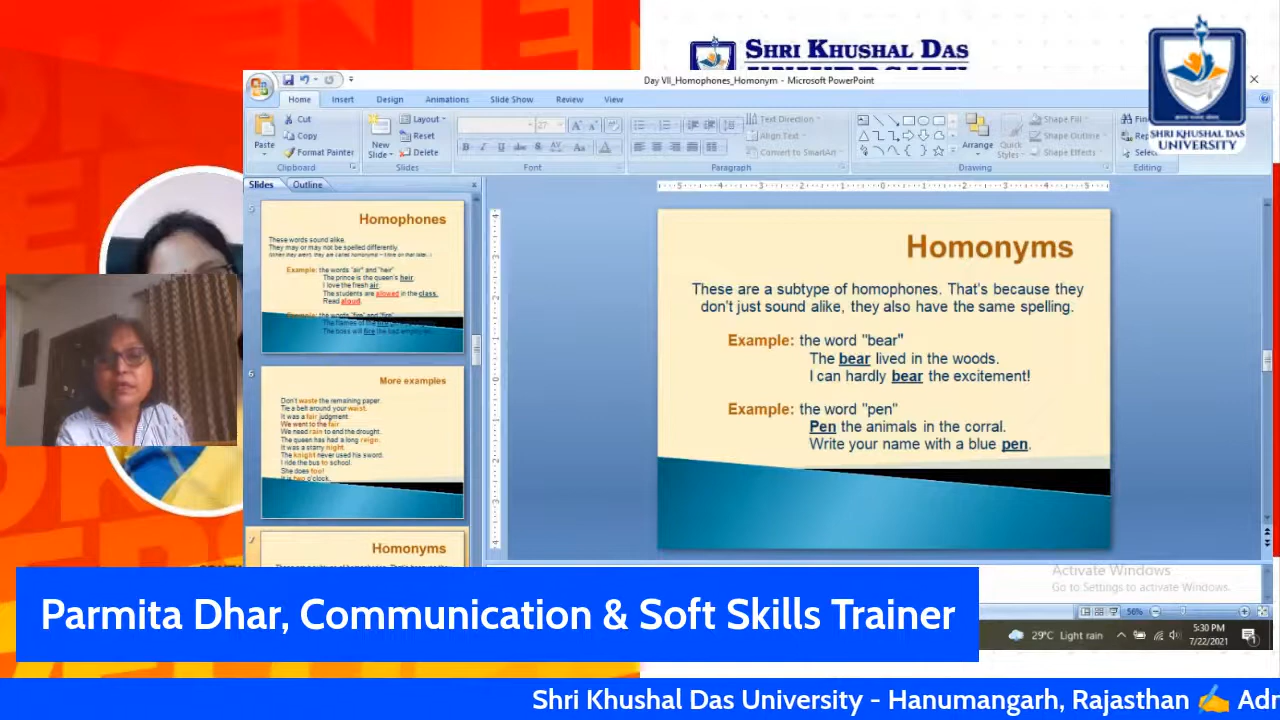 SHRI KHUSHAL DAS
SHRI KHUSHAL DAS
UNIVERSITY
Day VII_Homophones_Homonym - Microsoft PowerPoint
Home Insert Design Animations Slide Show Review View
Paste
Cut
Copy
Format Painter
Clipboard
New
Slide
Layout
Reset
Delete
Slides
27
Font
Text Direction
Align Text
Convert to SmartArt
Paragraph
Arrange
Quick
Styles
Shape Fill
Shape Outline
Shape Effects
Drawing
Select
Editing
Slides Outline
Homophones
These words sound alike.
They may or may not be spelled differently.
Example: the words "air" and "heir"
The prince is the queen's heir.
I love the fresh air.
The students are allowed in the class.
Read aloud.
6
More examples
Don't waste the remaining paper.
Tie a belt around your waist.
It was a fair judgment.
We went to the fair.
We need rain to end the drought.
The queen has had a long reign.
It was a starry night.
The knight never used his sword.
I ride the bus to school.
She does too!
It is two o'clock.
7
Homonyms
Homonyms
These are a subtype of homophones. That's because they
don't just sound alike, they also have the same spelling.
Example: the word "bear"
The bear lived in the woods.
I can hardly bear the excitement!
Example: the word "pen"
Pen the animals in the corral.
Write your name with a blue pen.
Activate Windows
Go to Settings to activate Windows.
56%
29°C Light rain
5:30 PM
7/22/2021
Parmita Dhar, Communication & Soft Skills Trainer
Shri Khushal Das University - Hanumangarh, Rajasthan ✍ Adr